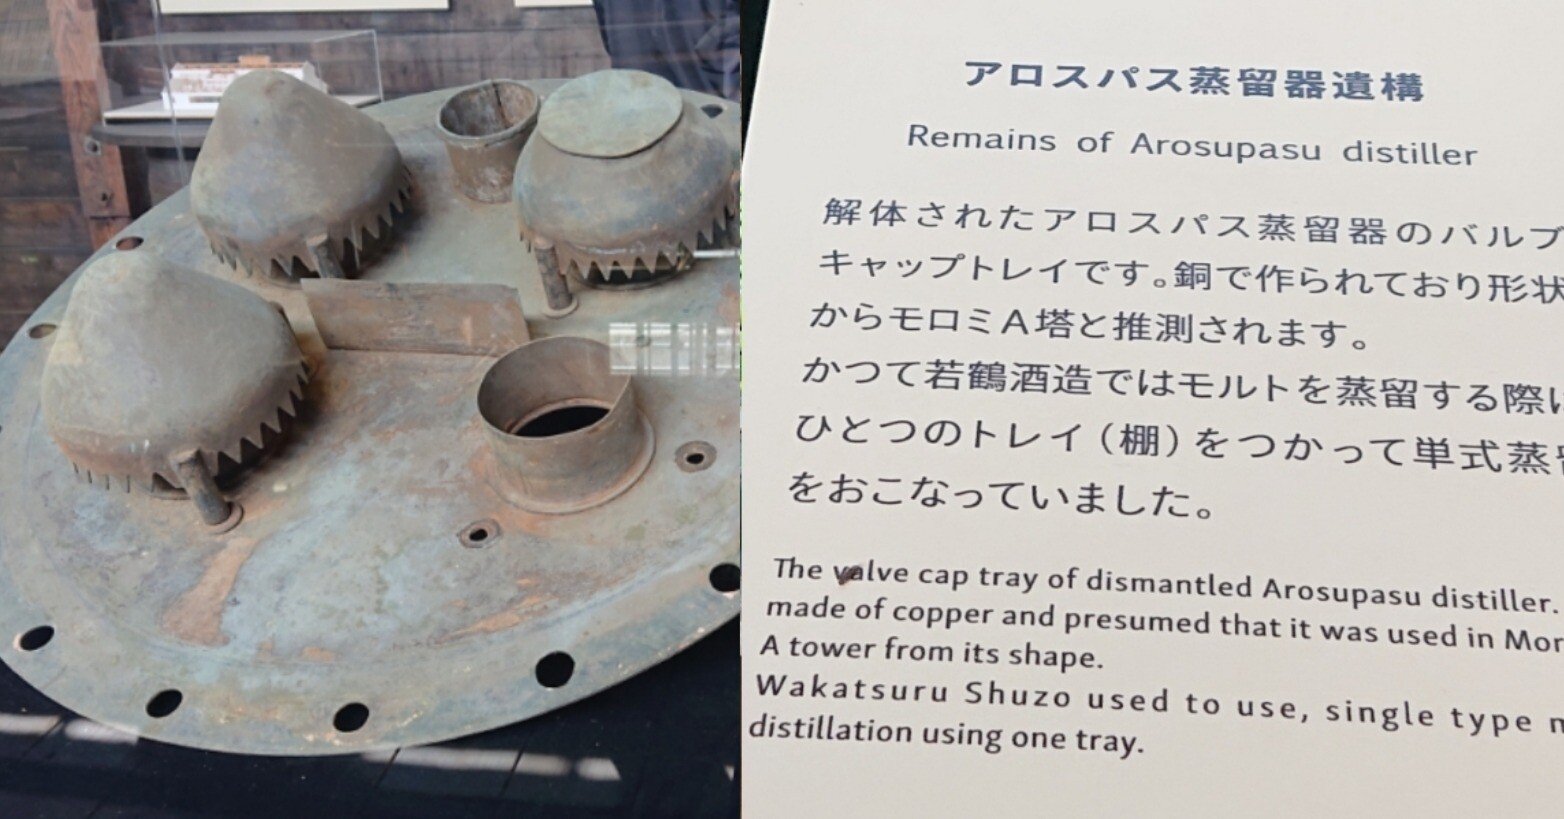 アロスパス蒸留器遺構
Remains of Arosupasu distiller
解体されたアロスパス蒸留器のバルブ
キャップトレイです。銅で作られており形状
からモロミA塔と推測されます。
かつて若鶴酒造ではモルトを蒸留する際に
ひとつのトレイ（棚）をつかって単式蒸留
をおこなっていました。
The valve cap tray of dismantled Arosupasu distiller.
made of copper and presumed that it was used in Mor
A tower from its shape.
Wakatsuru Shuzo used to use, single type
distillation using one tray.